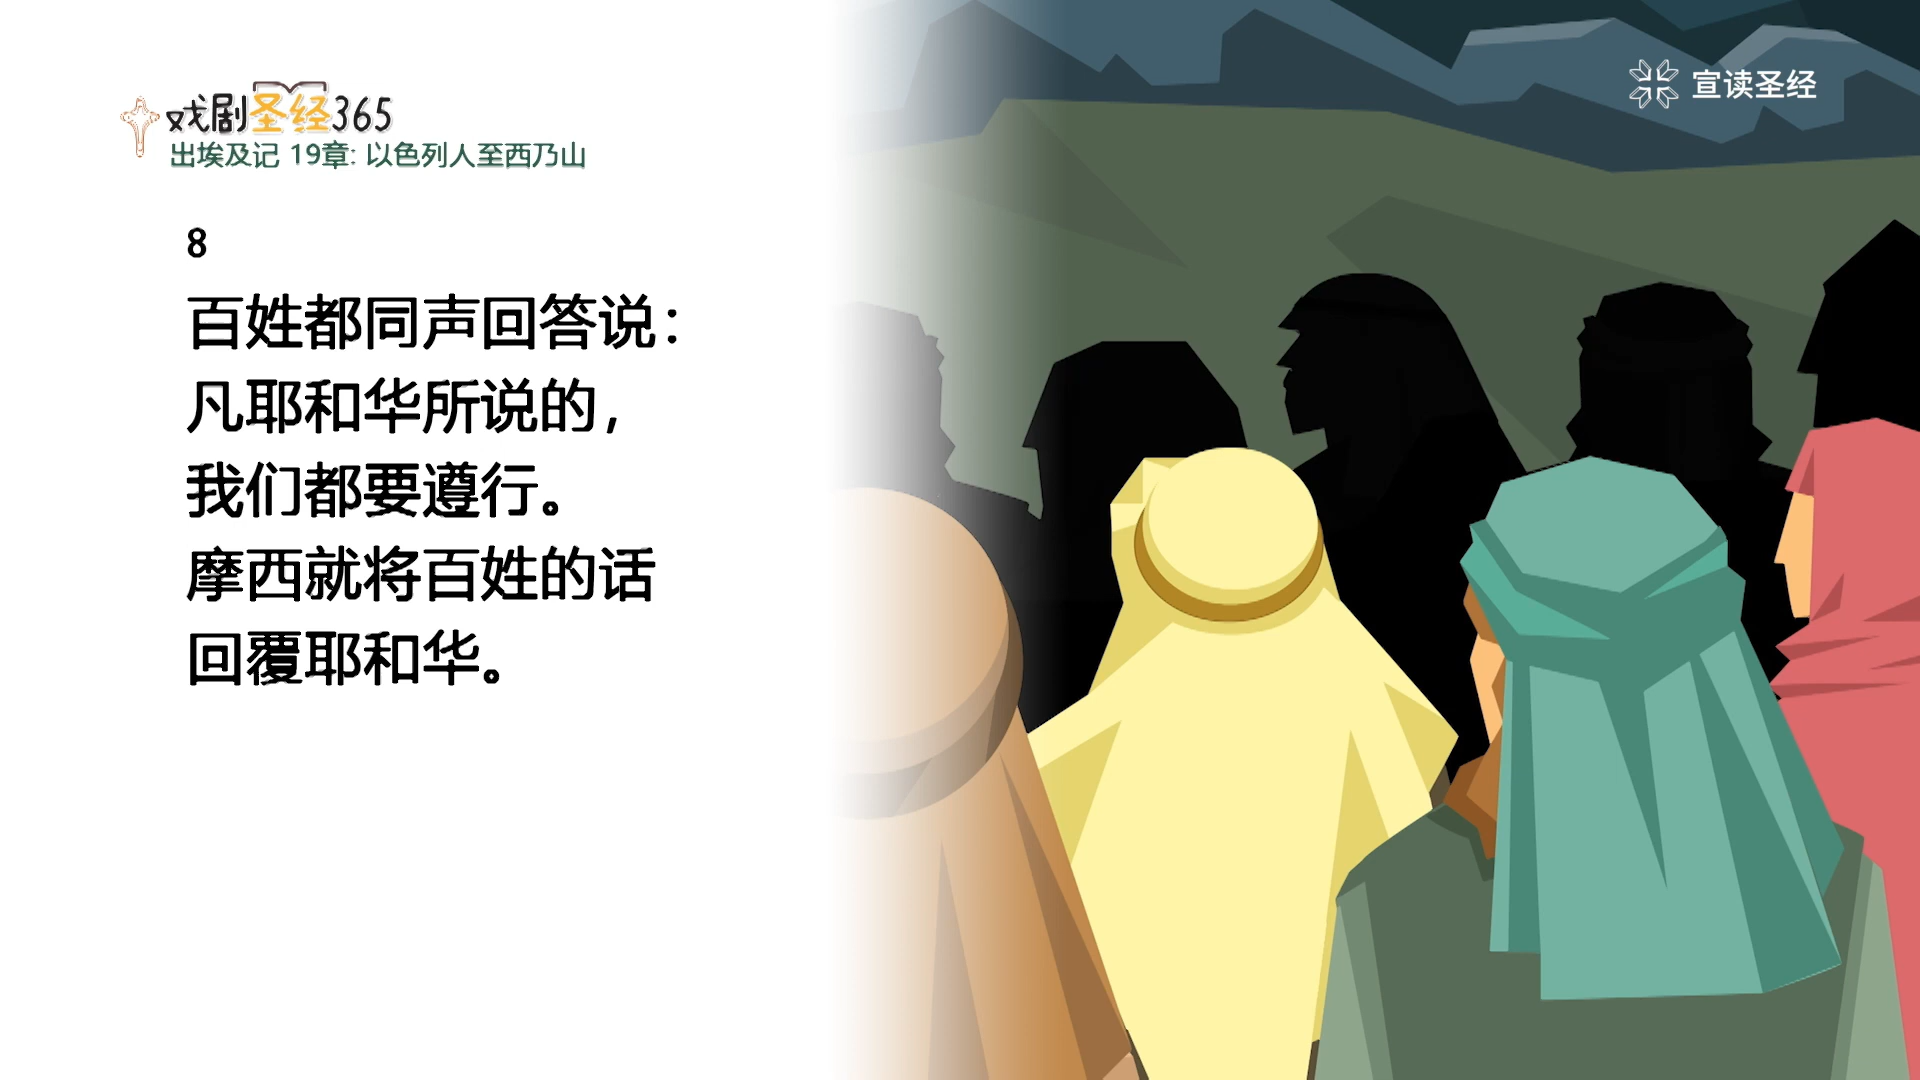 戏剧圣经365
出埃及记 19章: 以色列人至西乃山
宣读圣经
8
百姓都同声回答说：
凡耶和华所说的，
我们都要遵行。
摩西就将百姓的话
回覆耶和华。